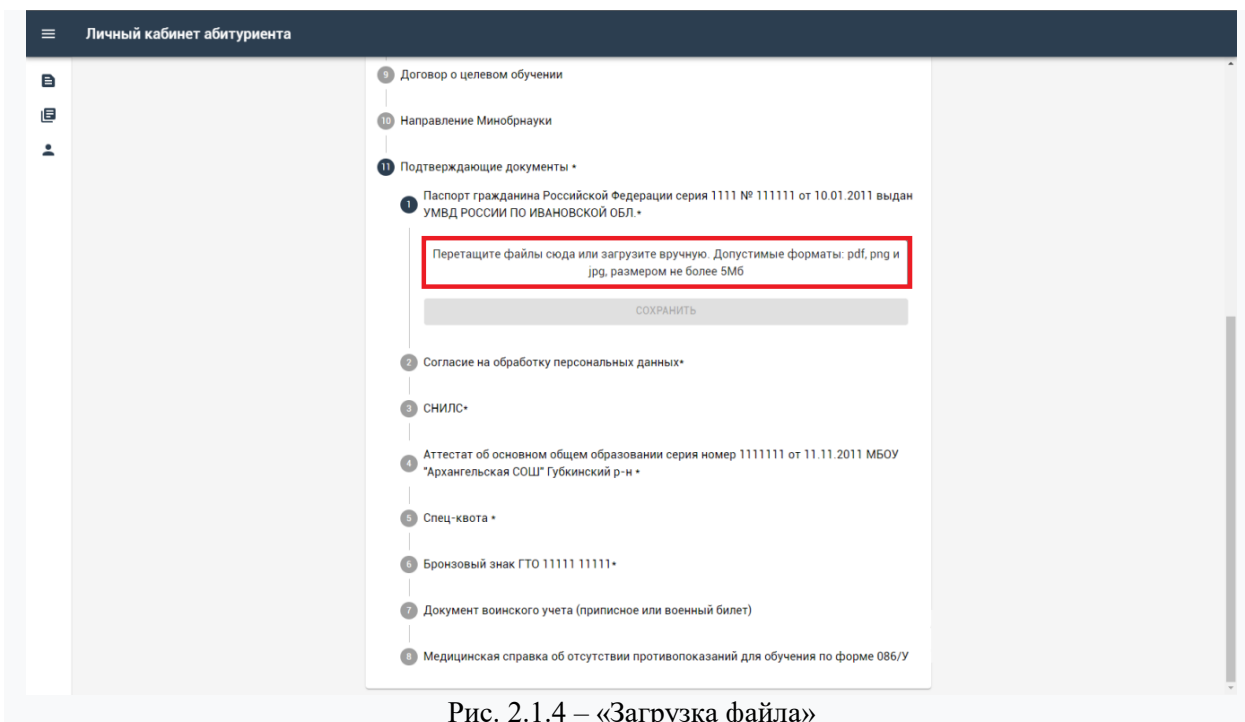 Личный кабинет абитуриента
9 Договор о целевом обучении
10 Направление Минобрнауки
11 Подтверждающие документы *
1 Паспорт гражданина Российской Федерации серия 1111 № 111111 от 10.01.2011 выдан
УМВД РОССИИ ПО ИВАНОВСКОЙ ОБЛ.*
Перетащите файлы сюда или загрузите вручную. Допустимые форматы: pdf, png и
jpg, размером не более 5Мб
СОХРАНИТЬ
2 Согласие на обработку персональных данных*
3 СНИЛС*
4 Аттестат об основном общем образовании серия номер 1111111 от 11.11.2011 МБОУ
"Архангельская СОШ" Губкинский р-н *
5 Спец-квота *
6 Бронзовый знак ГТО 11111 11111*
7 Документ воинского учета (приписное или военный билет)
8 Медицинская справка об отсутствии противопоказаний для обучения по форме 086/У
Рис. 2.1.4 – «Загрузка файла»